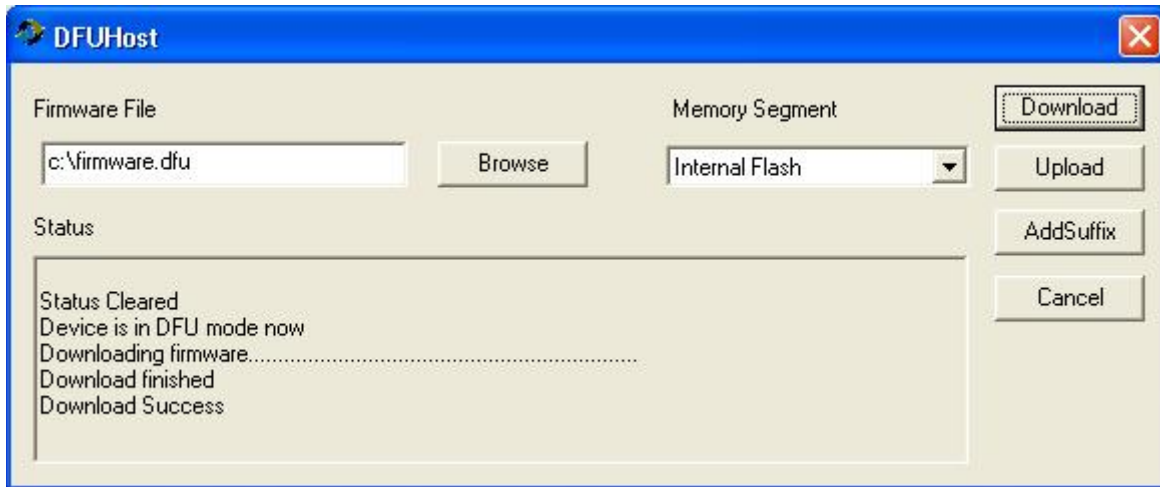 DFUHost
Firmware File
Memory Segment
Download
c:\firmware.dfu
Browse
Internal Flash
Upload
Status
AddSuffix
Status Cleared
Device is in DFU mode now
Cancel
Downloading firmware.................................................................
Download finished
Download Success